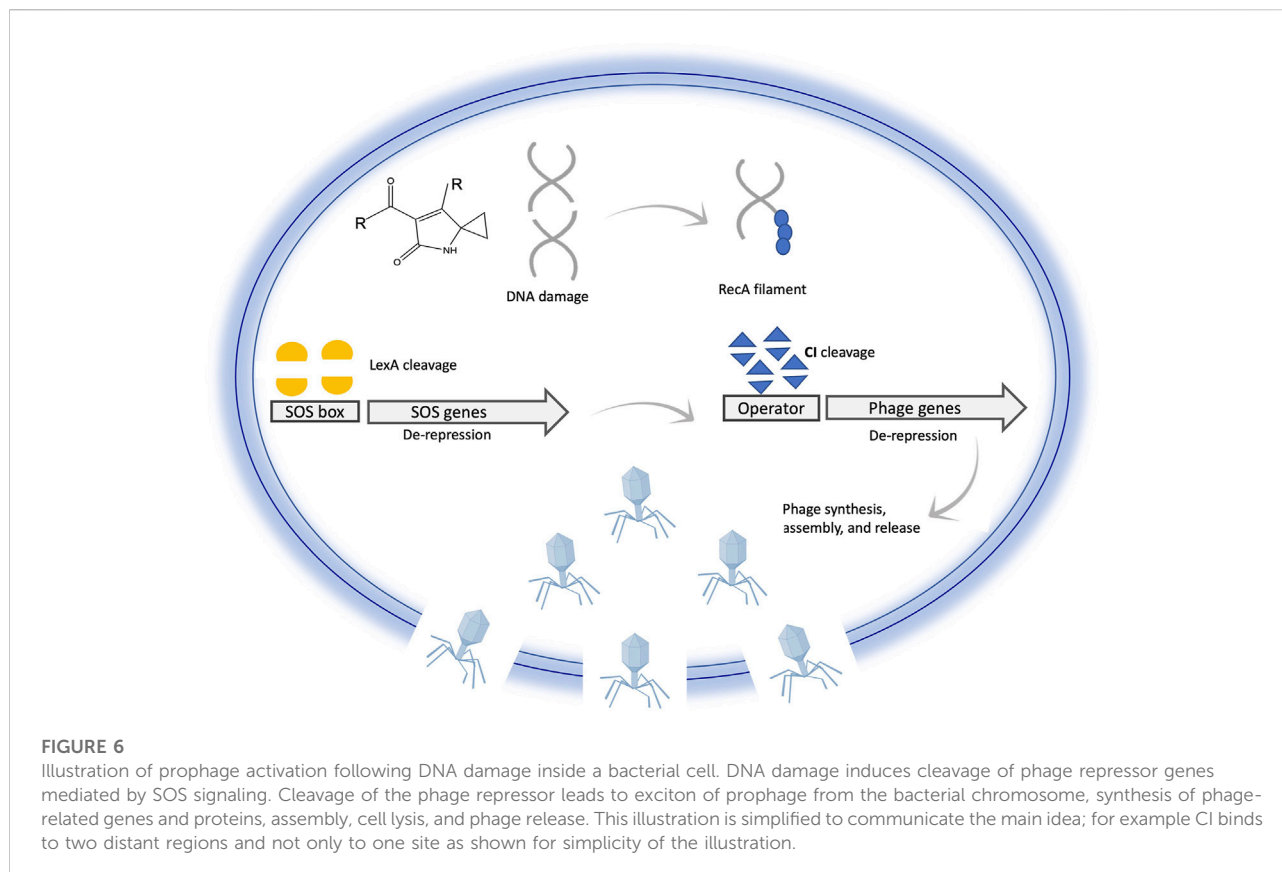 R
O
R
O
NH
DNA damage
RecA filament
LexA cleavage
CI cleavage
SOS box
SOS genes
De-repression
Operator
Phage genes
De-repression
Phage synthesis,
assembly, and release
FIGURE 6
Illustration of prophage activation following DNA damage inside a bacterial cell. DNA damage induces cleavage of phage repressor genes
mediated by SOS signaling. Cleavage of the phage repressor leads to exciton of prophage from the bacterial chromosome, synthesis of phage-
related genes and proteins, assembly, cell lysis, and phage release. This illustration is simplified to communicate the main idea; for example CI binds
to two distant regions and not only to one site as shown for simplicity of the illustration.